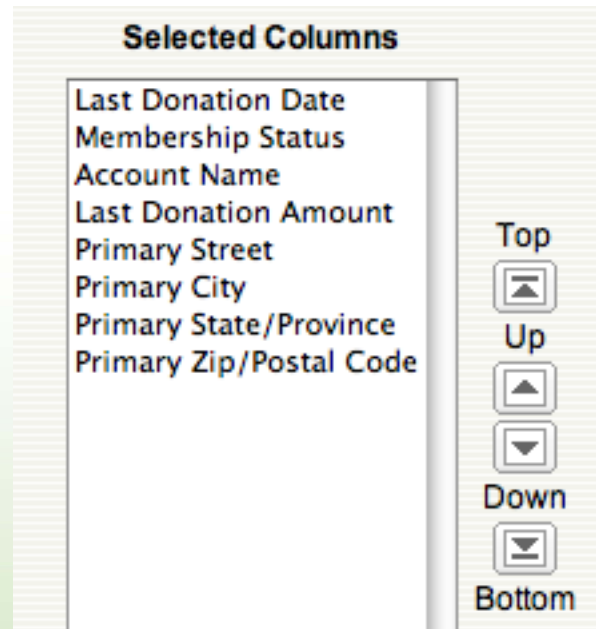 Selected Columns
Last Donation Date
Membership Status
Account Name
Last Donation Amount
Primary Street
Primary City
Primary State/Province
Primary Zip/Postal Code
Top
Up
Down
Bottom